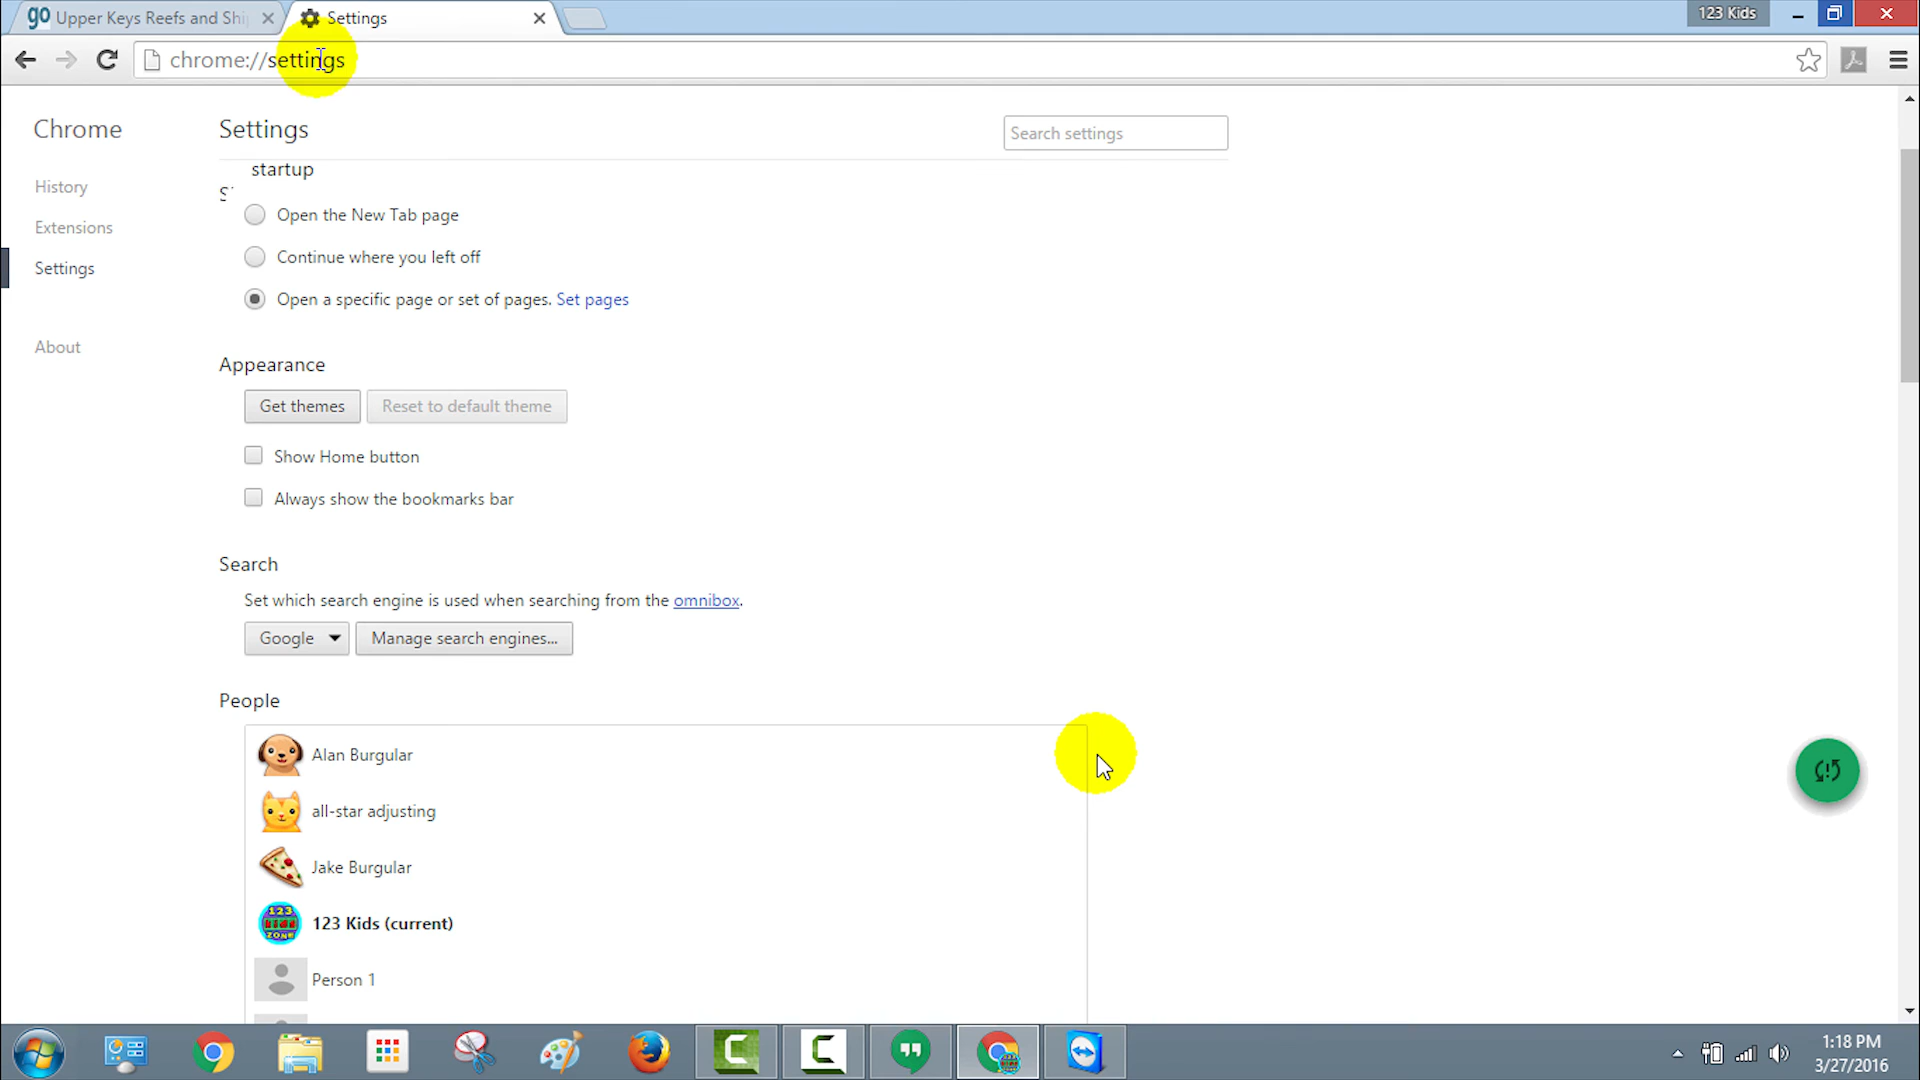 go Upper Keys Reefs and Shi
Settings
123 Kids
chrome://settings
Chrome
Settings
Search settings
startup
History
Open the New Tab page
Extensions
Continue where you left off
Settings
Open a specific page or set of pages. Set pages
About
Appearance
Get themes
Reset to default theme
Show Home button
Always show the bookmarks bar
Search
Set which search engine is used when searching from the omnibox.
Google
Manage search engines...
People
Alan Burgular
all-star adjusting
Jake Burgular
123 Kids (current)
Person 1
1:18 PM
3/27/2016